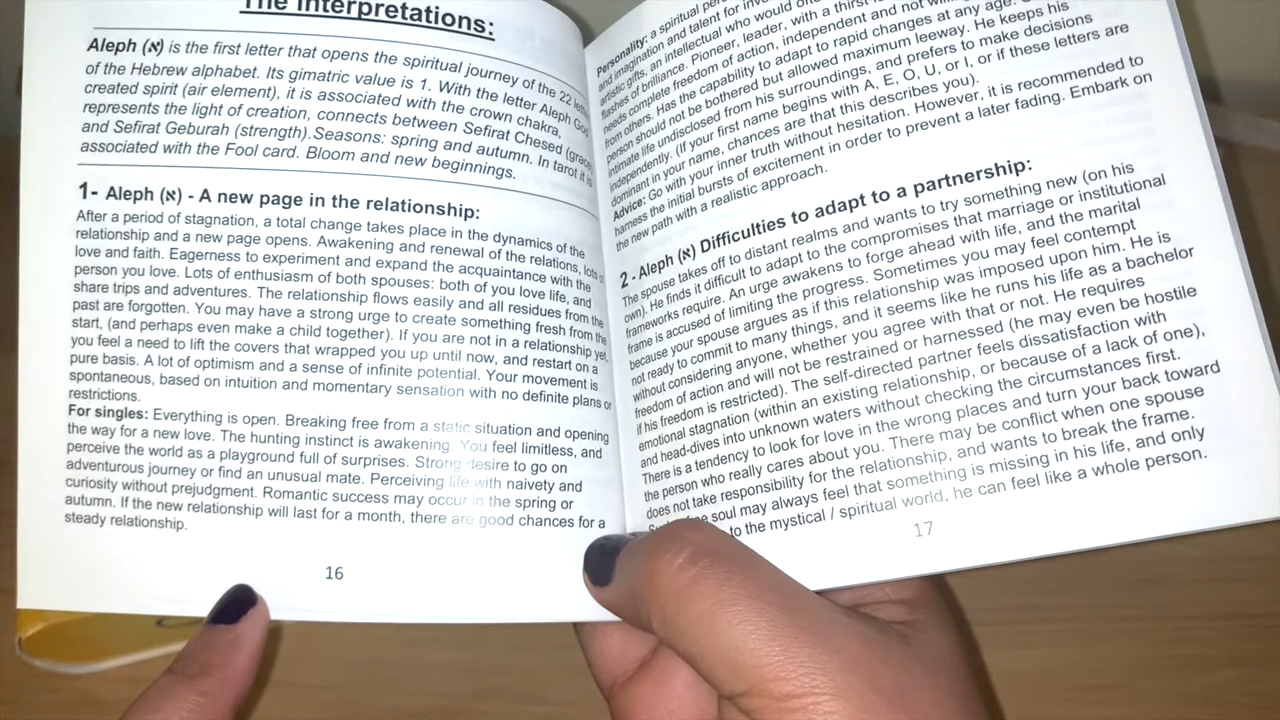 The Interpretations:
Aleph (א) is the first letter that opens the spiritual journey of the 22
of the Hebrew alphabet. Its gimatric value is 1. With the letter Aleph God
created spirit (air element), it is associated with the crown chakra,
represents the light of creation, connects between Sefirat Chesed (grace)
and Sefirat Geburah (strength). Seasons: spring and autumn. In tarot it is
associated with the Fool card. Bloom and new beginnings.
1- Aleph (א) - A new page in the relationship:
After a period of stagnation, a total change takes place in the dynamics of the
relationship and a new page opens. Awakening and renewal of the relations, lots of
love and faith. Eagerness to experiment and expand the acquaintance with the
person you love. Lots of enthusiasm of both spouses: both of you love life, and
share trips and adventures. The relationship flows easily and all residues from the
past are forgotten. You may have a strong urge to create something fresh from the
start, (and perhaps even make a child together). If you are not in a relationship yet,
you feel a need to lift the covers that wrapped you up until now, and restart on a
pure basis. A lot of optimism and a sense of infinite potential. Your movement is
spontaneous, based on intuition and momentary sensation with no definite plans or
restrictions.
For singles: Everything is open. Breaking free from a static situation and opening
the way for a new love. The hunting instinct is awakening. You feel limitless, and
perceive the world as a playground full of surprises. Strong desire to go on
adventurous journey or find an unusual mate. Perceiving life with naivety and
curiosity without prejudgment. Romantic success may occur in the spring or
autumn. If the new relationship will last for a month, there are good chances for a
steady relationship.
16
Personality: a spiritual
and imagination and talent for
artistic gifts, an intellectual who would
flashes of brilliance. Pioneer, leader, with a thirst
needs complete freedom of action, independent and not
from others. Has the capability to adapt to rapid changes at any age.
person should not be bothered but allowed maximum leeway. He keeps his
intimate life undisclosed from his surroundings, and prefers to make decisions
independently. (If your first name begins with A, E, O, U, or I, or if these letters are
dominant in your name, chances are that this describes you).
Advice: Go with your inner truth without hesitation. However, it is recommended to
harness the initial bursts of excitement in order to prevent a later fading. Embark on
the new path with a realistic approach.
2 - Aleph (א) Difficulties to adapt to a partnership:
The spouse takes off to distant realms and wants to try something new (on his
own). He finds it difficult to adapt to the compromises that marriage or institutional
frameworks require. An urge awakens to forge ahead with life, and the marital
frame is accused of limiting the progress. Sometimes you may feel contempt
because your spouse argues as if this relationship was imposed upon him. He is
not ready to commit to many things, and it seems like he runs his life as a bachelor
without considering anyone, whether you agree with that or not. He requires
freedom of action and will not be restrained or harnessed (he may even be hostile
if his freedom is restricted). The self-directed partner feels dissatisfaction with
emotional stagnation (within an existing relationship, or because of a lack of one),
and head-dives into unknown waters without checking the circumstances first.
There is a tendency to look for love in the wrong places and turn your back toward
the person who really cares about you. There may be conflict when one spouse
does not take responsibility for the relationship, and wants to break the frame.
soul may always feel that something is missing in his life, and only
to the mystical / spiritual world, he can feel like a whole person.
17